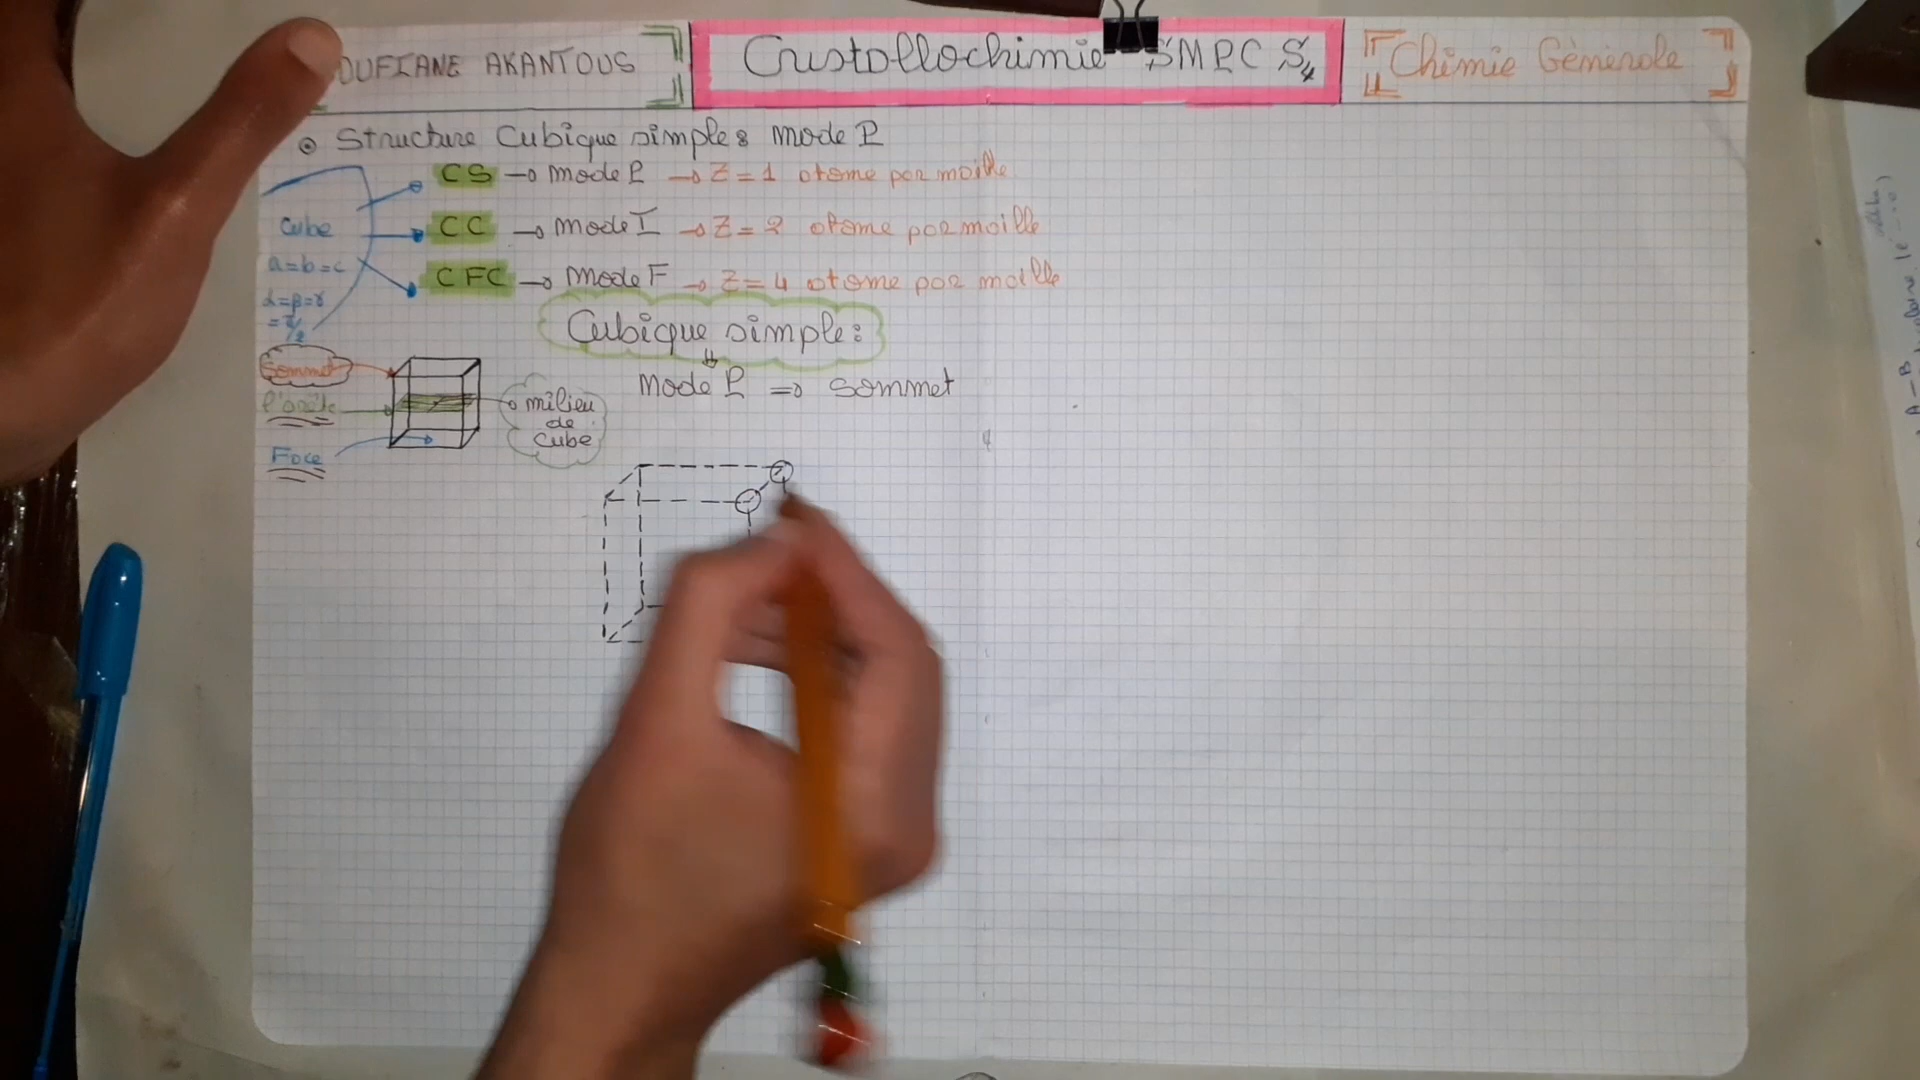 OUFIANE AKANTOUS
Cristallochimie SMPC S4
Chimie Générale
Structure Cubique simple : mode P
CS → mode P → Z = 1 atome par maille
Cube
CC → mode I → Z = 2 atome par maille
a=b=c
CFC → mode F → Z = 4 atome par maille
α=β=γ
=π/2
Cubique simple :
Sommet
mode P ⇒ sommet
l'arête
milieu
de
cube
Face
A-B